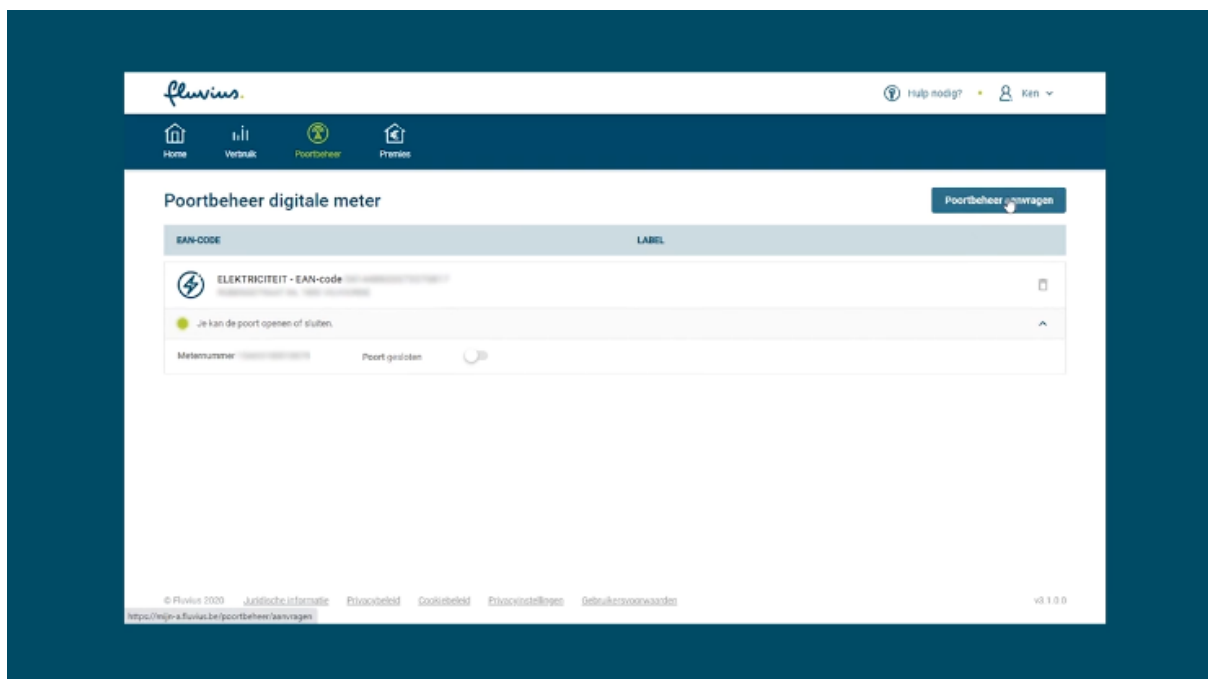 fluvius.
Hulp nodig? • Ken
Home Verbruik Poortbeheer Premies
Poortbeheer digitale meter
Poortbeheer aanvragen
EAN-CODE LABEL
ELEKTRICITEIT - EAN-code
Je kan de poort openen of sluiten.
Meternummer Poort gesloten
© Fluvius 2020 Juridische informatie Privacybeleid Cookiebeleid Privacyinstellingen Gebruikersvoorwaarden v3.1.0.0
https://mijn-a.fluvius.be/poortbeheer/aanvragen